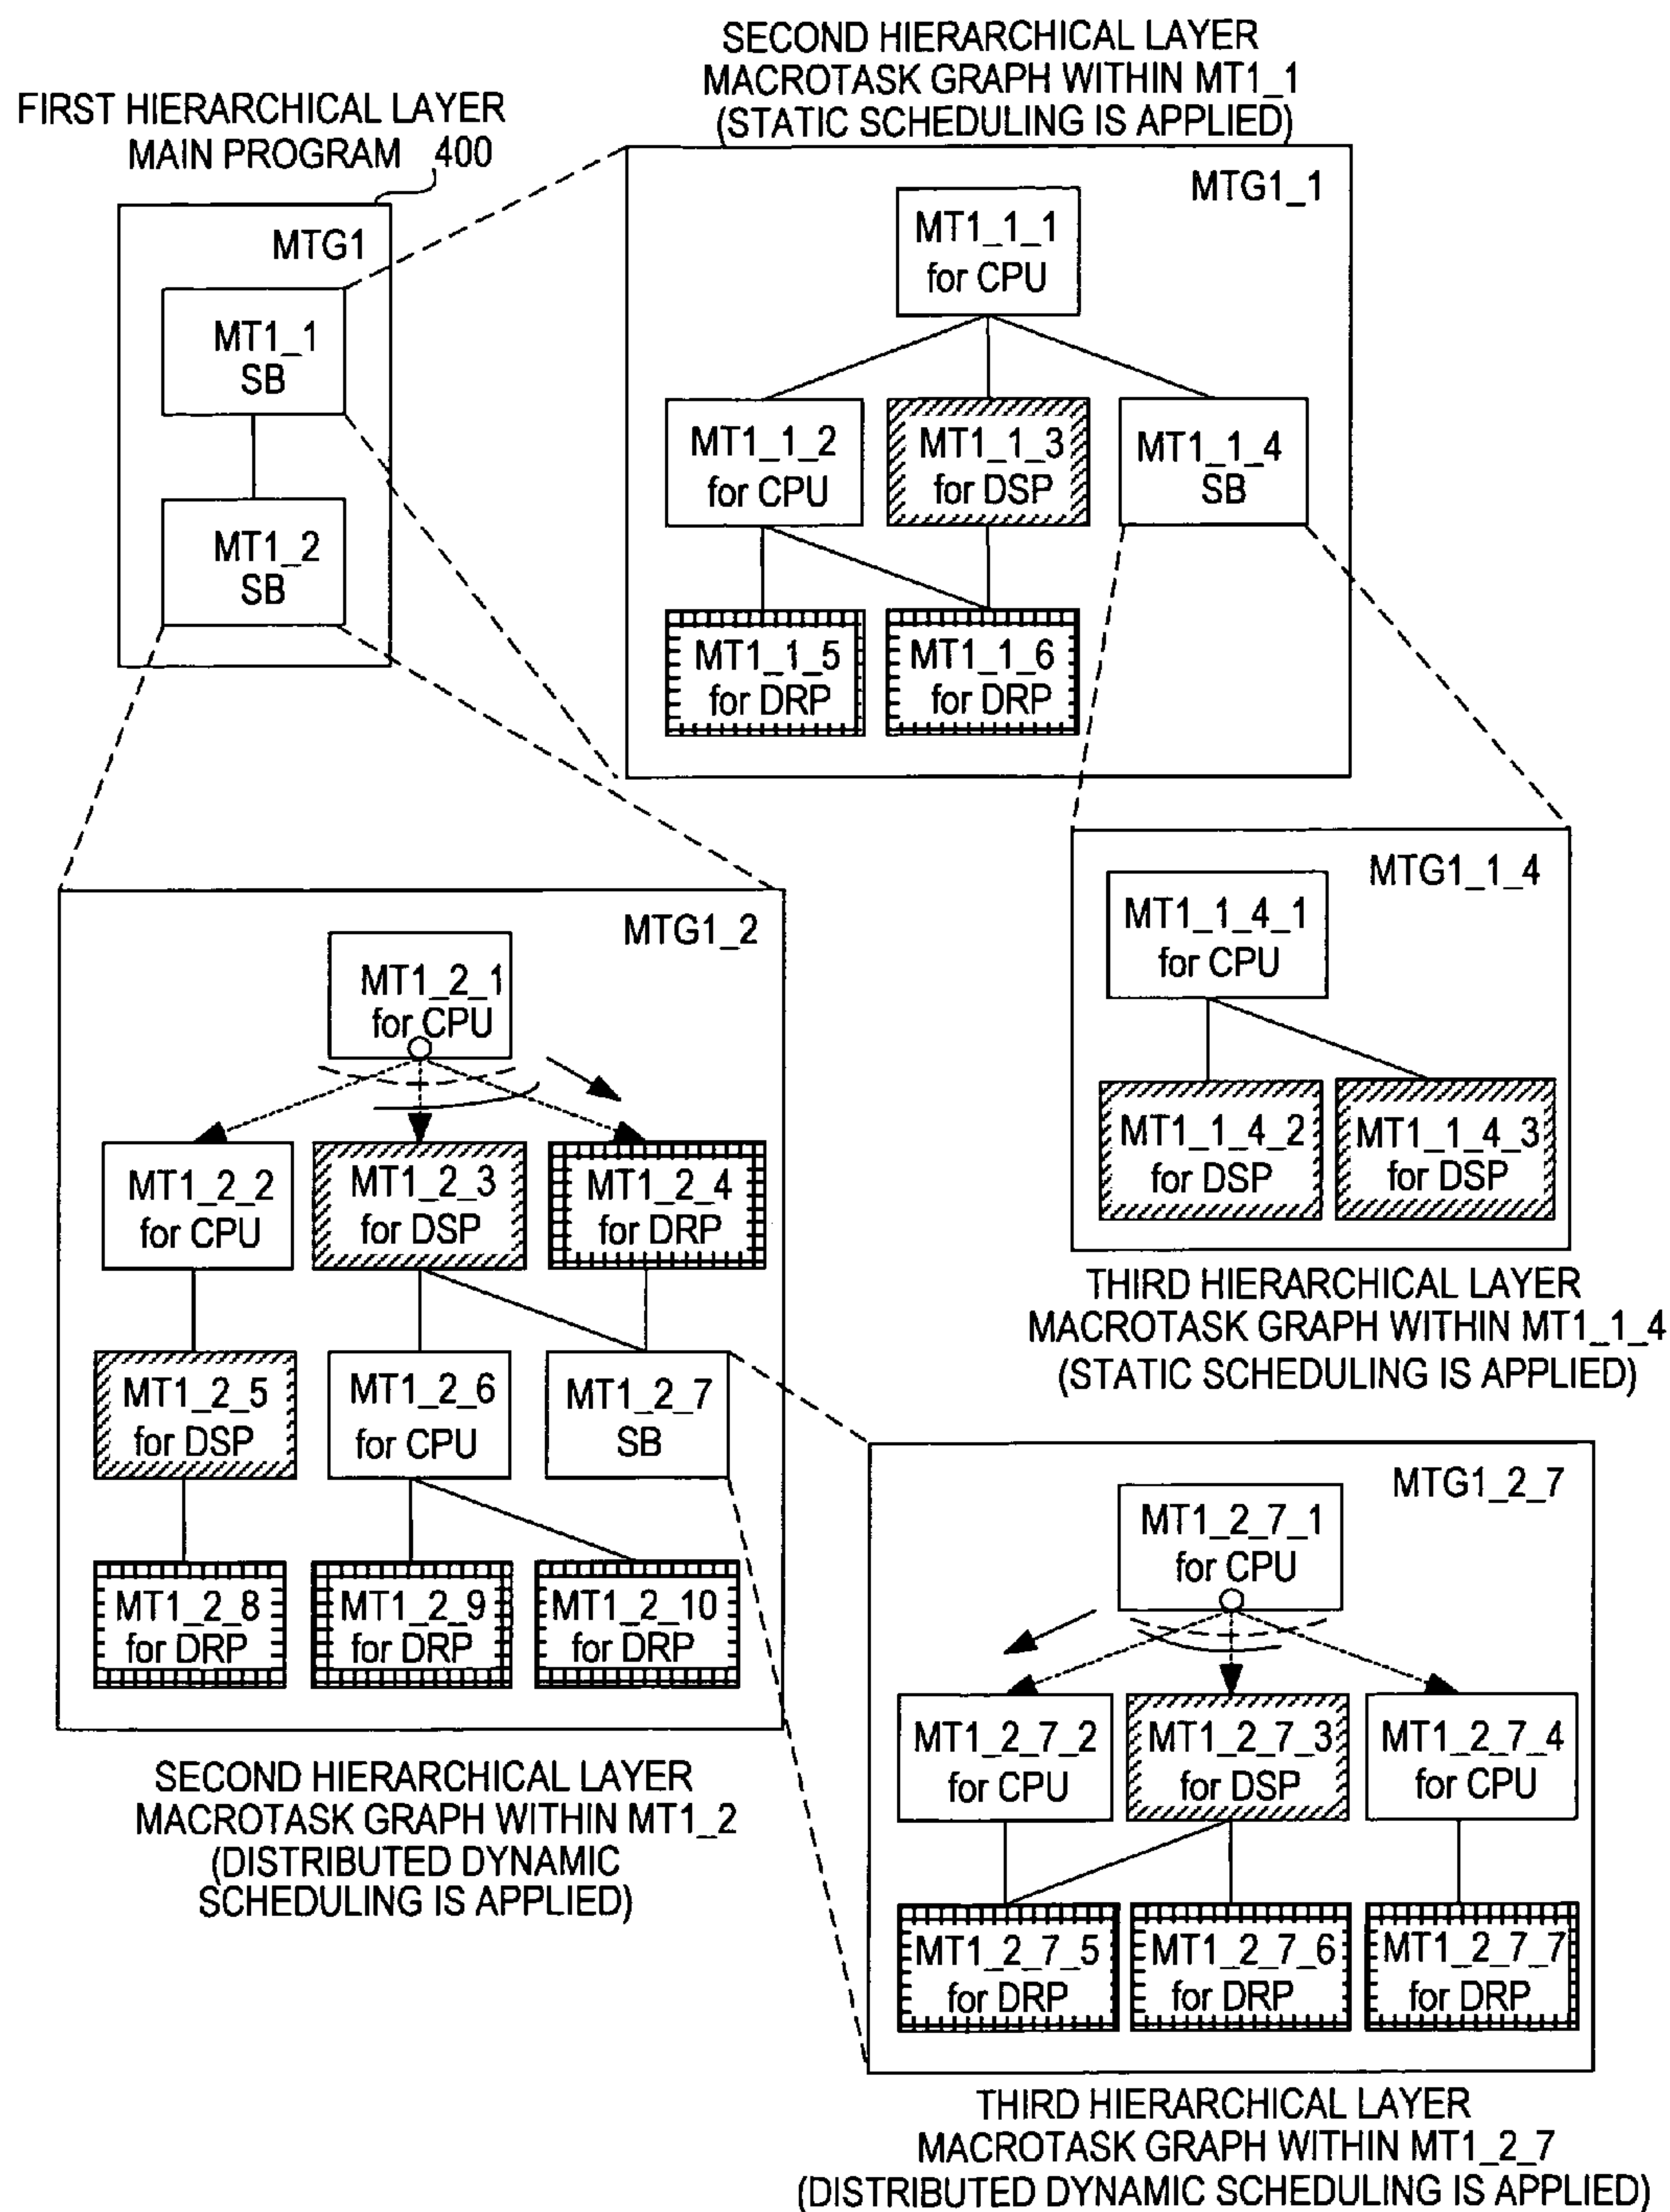 FIRST HIERARCHICAL LAYER
MAIN PROGRAM 400
MTG1
MT1_1
SB
MT1_2
SB
SECOND HIERARCHICAL LAYER
MACROTASK GRAPH WITHIN MT1_1
(STATIC SCHEDULING IS APPLIED)
MTG1_1
MT1_1_1
for CPU
MT1_1_2
for CPU
MT1_1_3
for DSP
MT1_1_4
SB
MT1_1_5
for DRP
MT1_1_6
for DRP
MTG1_1_4
MT1_1_4_1
for CPU
MT1_1_4_2
for DSP
MT1_1_4_3
for DSP
THIRD HIERARCHICAL LAYER
MACROTASK GRAPH WITHIN MT1_1_4
(STATIC SCHEDULING IS APPLIED)
MTG1_2
MT1_2_1
for CPU
MT1_2_2
for CPU
MT1_2_3
for DSP
MT1_2_4
for DRP
MT1_2_5
for DSP
MT1_2_6
for CPU
MT1_2_7
SB
MT1_2_8
for DRP
MT1_2_9
for DRP
MT1_2_10
for DRP
SECOND HIERARCHICAL LAYER
MACROTASK GRAPH WITHIN MT1_2
(DISTRIBUTED DYNAMIC
SCHEDULING IS APPLIED)
MTG1_2_7
MT1_2_7_1
for CPU
MT1_2_7_2
for CPU
MT1_2_7_3
for DSP
MT1_2_7_4
for CPU
MT1_2_7_5
for DRP
MT1_2_7_6
for DRP
MT1_2_7_7
for DRP
THIRD HIERARCHICAL LAYER
MACROTASK GRAPH WITHIN MT1_2_7
(DISTRIBUTED DYNAMIC SCHEDULING IS APPLIED)